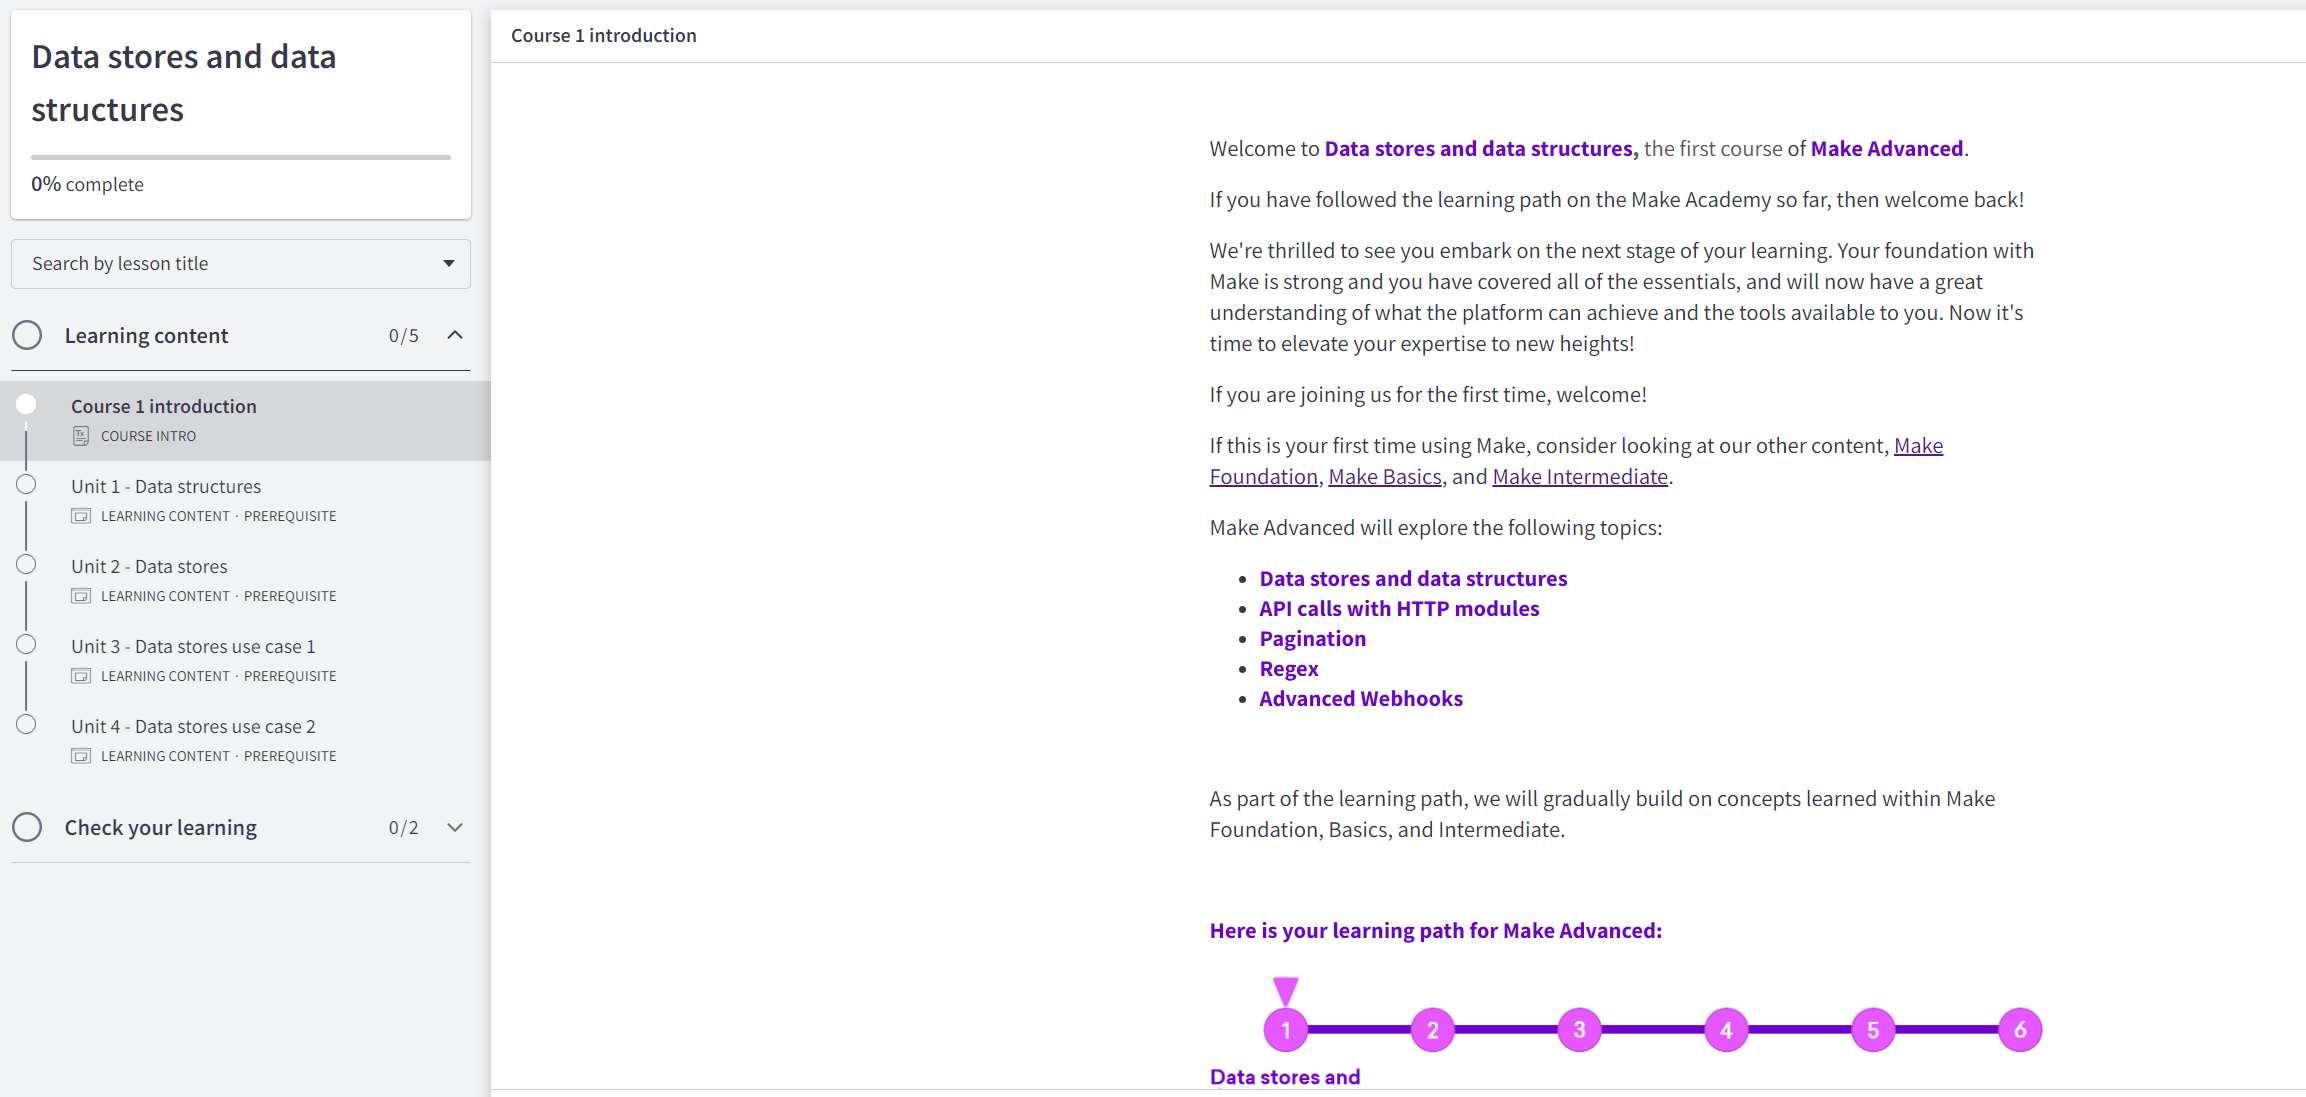 Data stores and data
structures
0% complete
Search by lesson title
Learning content 0/5
Course 1 introduction
COURSE INTRO
Unit 1 - Data structures
LEARNING CONTENT · PREREQUISITE
Unit 2 - Data stores
LEARNING CONTENT · PREREQUISITE
Unit 3 - Data stores use case 1
LEARNING CONTENT · PREREQUISITE
Unit 4 - Data stores use case 2
LEARNING CONTENT · PREREQUISITE
Check your learning 0/2
Course 1 introduction
Welcome to Data stores and data structures, the first course of Make Advanced.
If you have followed the learning path on the Make Academy so far, then welcome back!
We're thrilled to see you embark on the next stage of your learning. Your foundation with
Make is strong and you have covered all of the essentials, and will now have a great
understanding of what the platform can achieve and the tools available to you. Now it's
time to elevate your expertise to new heights!
If you are joining us for the first time, welcome!
If this is your first time using Make, consider looking at our other content, Make
Foundation, Make Basics, and Make Intermediate.
Make Advanced will explore the following topics:
• Data stores and data structures
• API calls with HTTP modules
• Pagination
• Regex
• Advanced Webhooks
As part of the learning path, we will gradually build on concepts learned within Make
Foundation, Basics, and Intermediate.
Here is your learning path for Make Advanced:
1 2 3 4 5 6
Data stores and